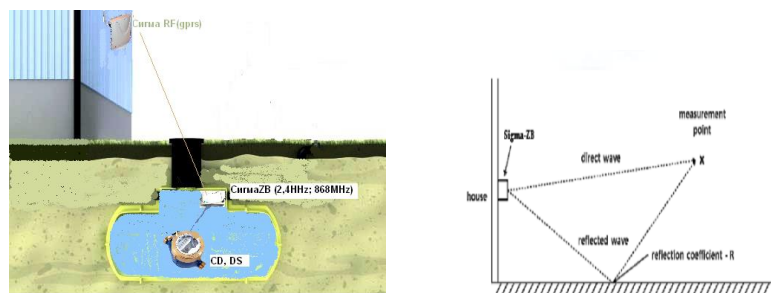 Сигма RF(gprs)
СигмаZB (2,4HHz; 868MHz)
CD, DS
measurement
point
Sigma-ZB
direct wave
X
house
reflected wave
reflection coefficient - R